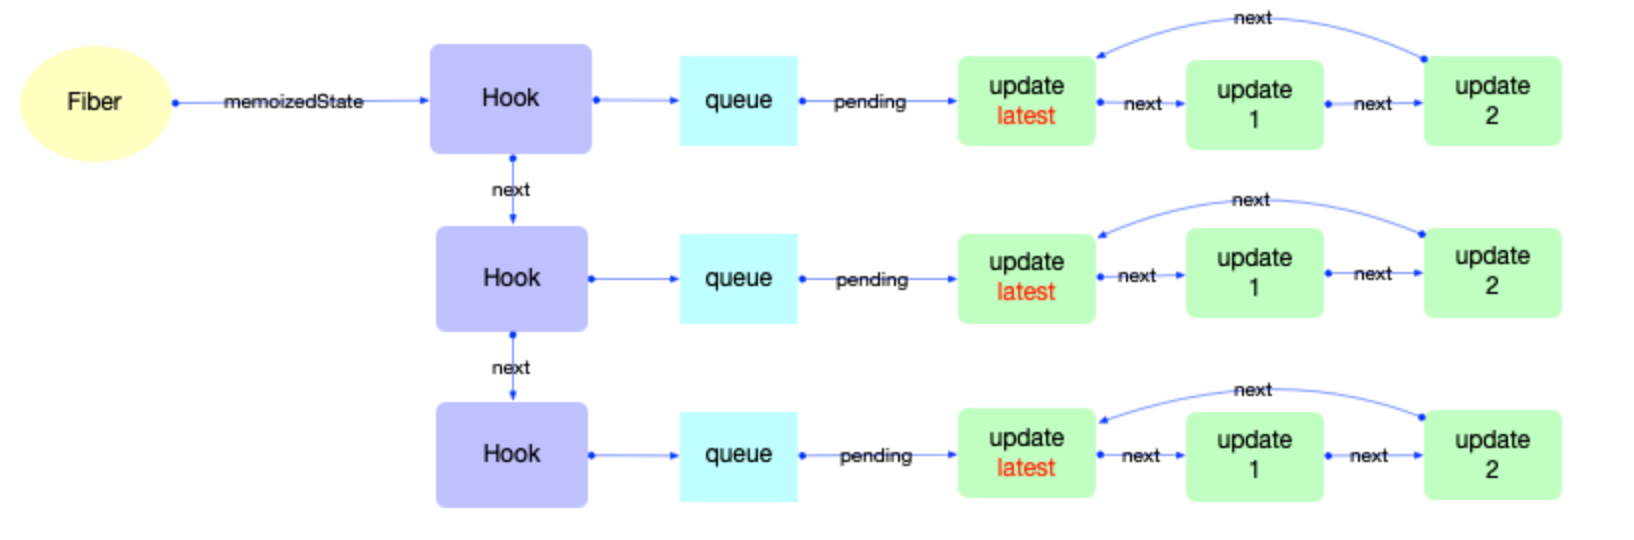 next
Fiber
memoizedState
Hook
queue
pending
update
latest
next
update
1
next
update
2
next
next
Hook
queue
pending
update
latest
next
update
1
next
update
2
next
next
Hook
queue
pending
update
latest
next
update
1
next
update
2